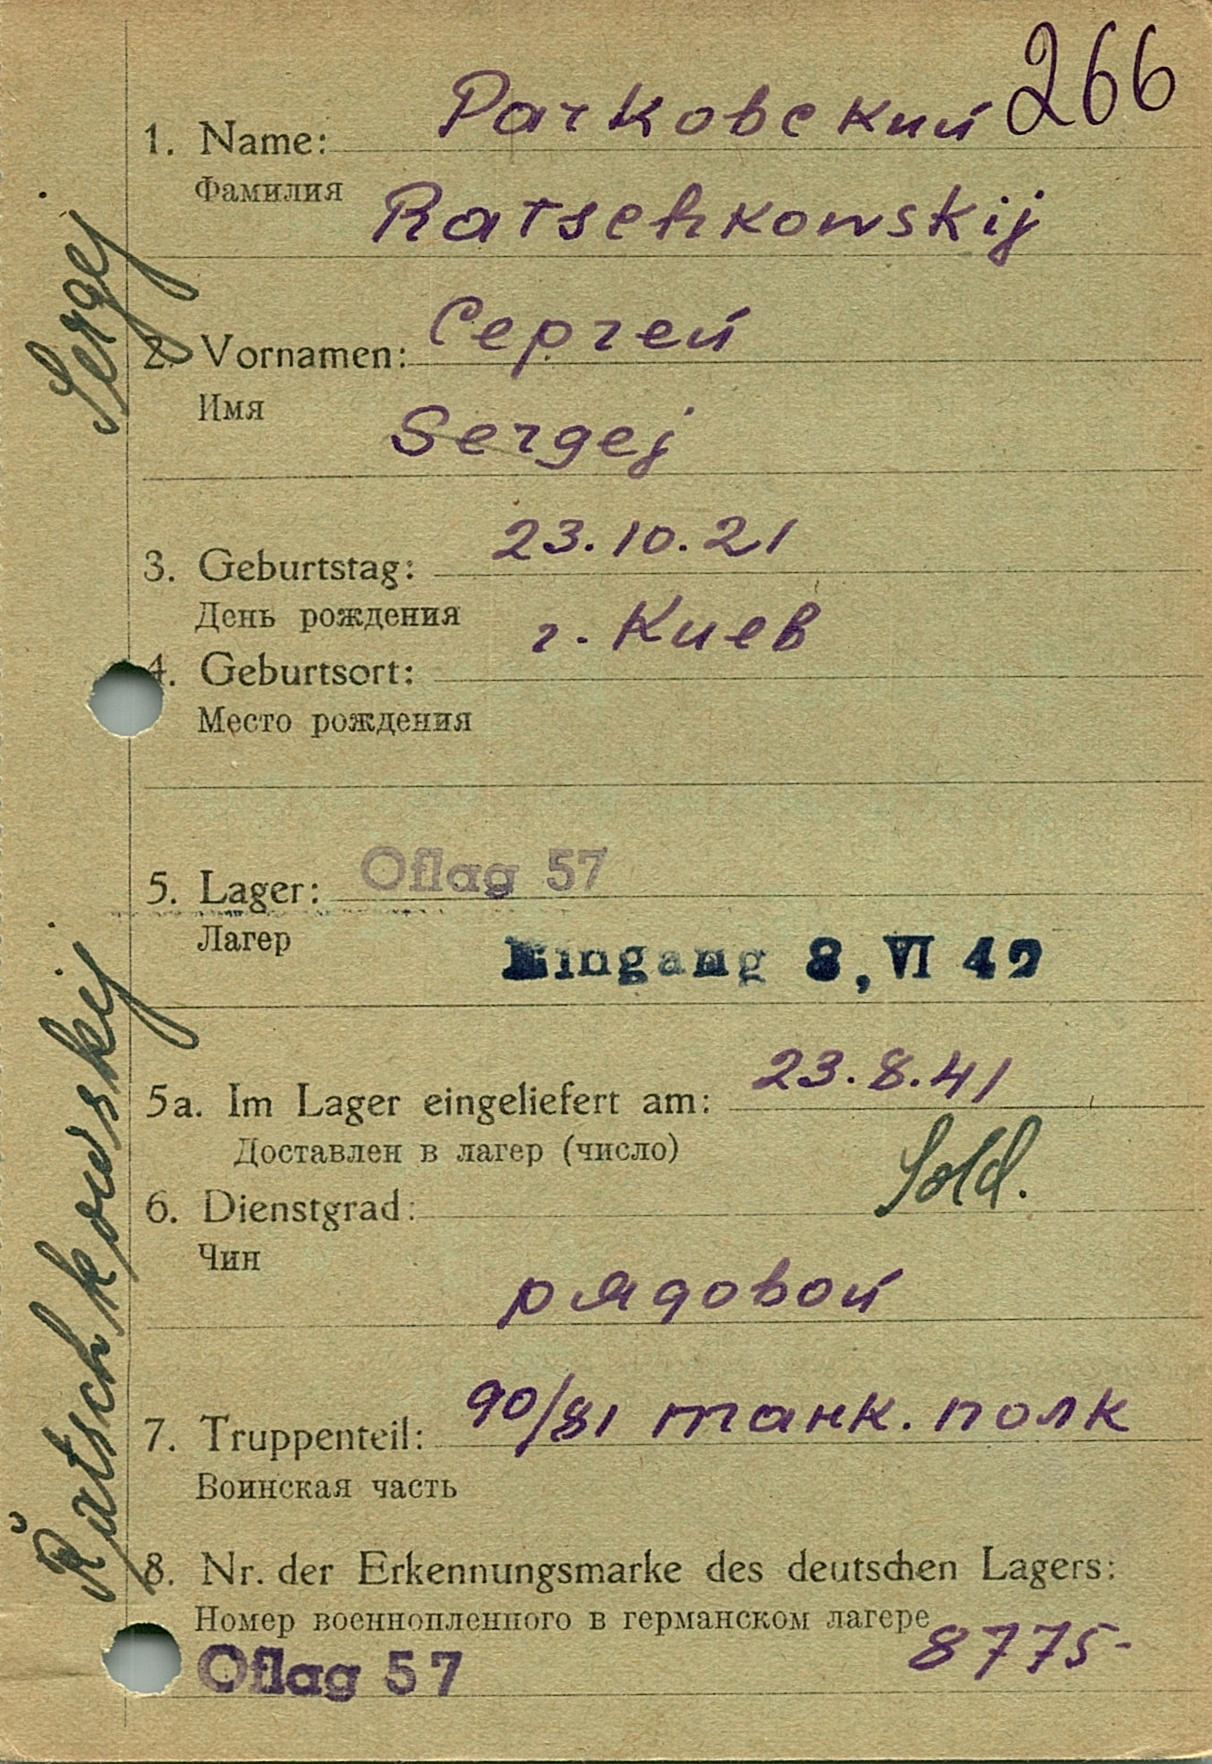 266
1. Name: Рачковский
Фамилия
Ratschkowskij
2. Vornamen: Сергей
Имя
Sergej
3. Geburtstag: 23.10.21
День рождения
г. Киев
4. Geburtsort:
Место рождения
5. Lager: Oflag 57
Лагер
Eingang 8, VI 42
5a. Im Lager eingeliefert am: 23.8.41
Доставлен в лагер (число)
Sold.
6. Dienstgrad:
Чин
рядовой
7. Truppenteil: 90/81 танк. полк
Воинская часть
8. Nr. der Erkennungsmarke des deutschen Lagers:
Номер военнопленного в германском лагере
8775-
Oflag 57
Ratschkowskij
Sergej